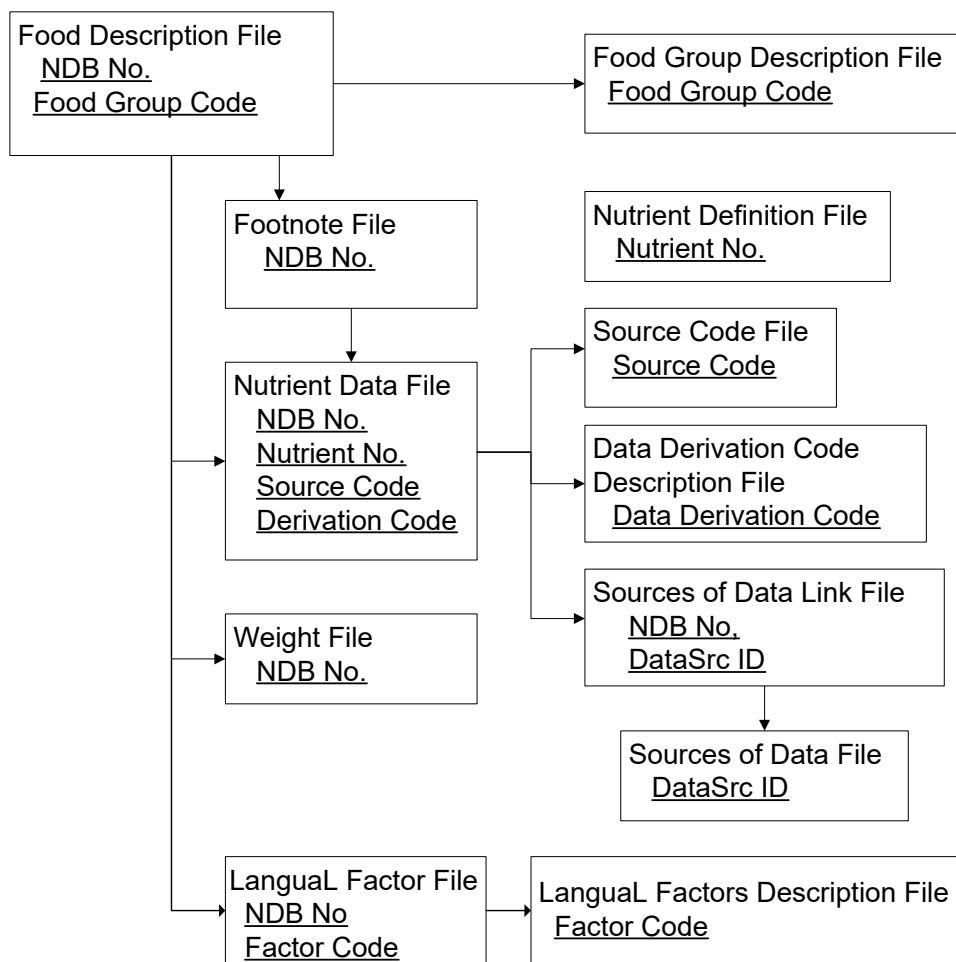 Food Description File
NDB No.
Food Group Code
Food Group Description File
Food Group Code
Footnote File
NDB No.
Nutrient Definition File
Nutrient No.
Nutrient Data File
NDB No.
Nutrient No.
Source Code
Derivation Code
Source Code File
Source Code
Data Derivation Code
Description File
Data Derivation Code
Sources of Data Link File
NDB No,
DataSrc ID
Weight File
NDB No.
Sources of Data File
DataSrc ID
LanguaL Factor File
NDB No
Factor Code
LanguaL Factors Description File
Factor Code